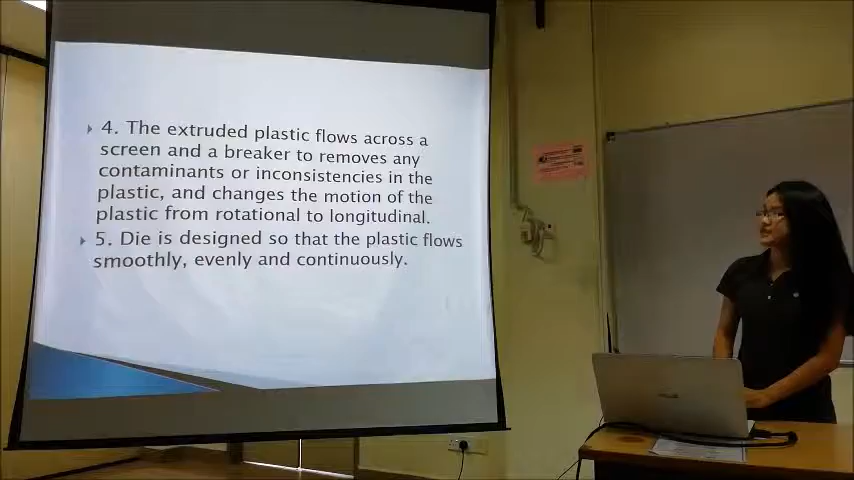 4. The extruded plastic flows across a
screen and a breaker to removes any
contaminants or inconsistencies in the
plastic, and changes the motion of the
plastic from rotational to longitudinal.
5. Die is designed so that the plastic flows
smoothly, evenly and continuously.